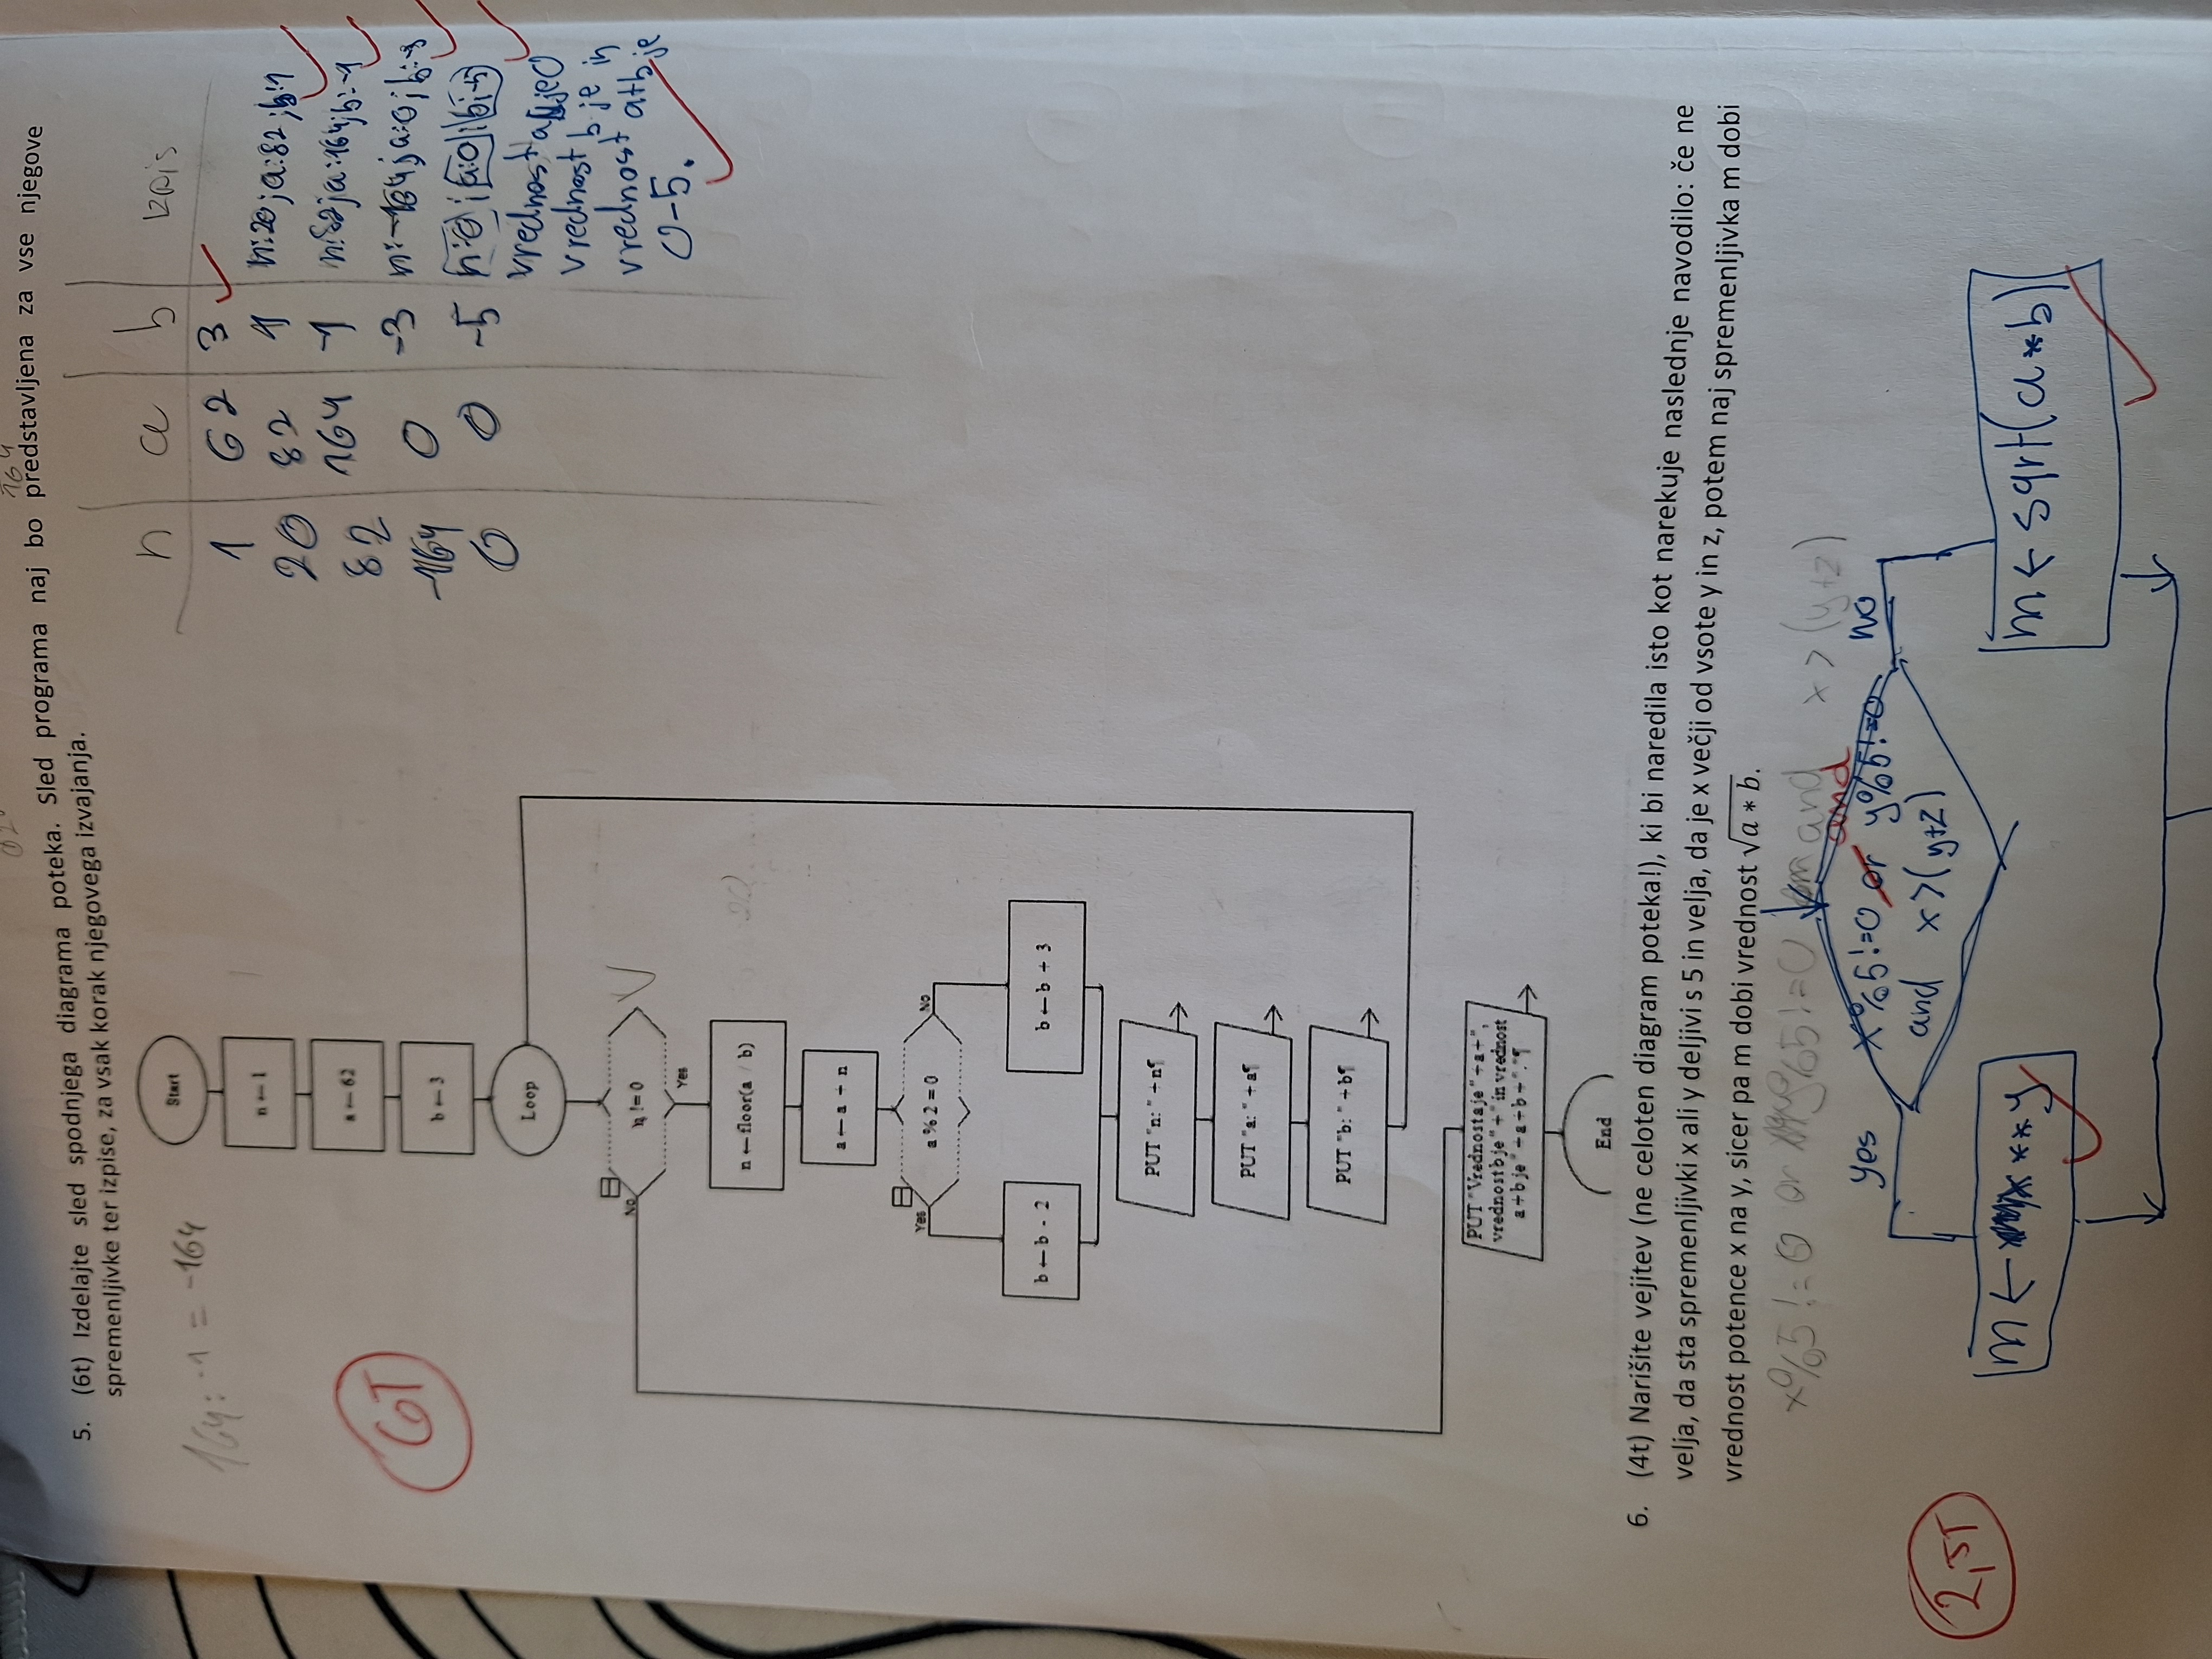 164
5. (6t) Izdelajte sled spodnjega diagrama poteka. Sled programa naj bo predstavljena za vse njegove
spremenljivke ter izpise, za vsak korak njegovega izvajanja.
164: -1 = -164
6T
n a b Izpis
1 62 3
20 82 1 n:20; a:82; b:1
82 164 -1 n:82; a:164; b:-1
-164 0 -3 n:-164; a:0; b:-3
0 0 -5 n:0; a:0; b:-5
vrednost a je 0
vrednost b je in
vrednost a+b je
0-5.
Start
n ← 1
a ← 62
b ← 3
Loop
n != 0
No
Yes
n ← floor(a / b)
a ← a + n
a % 2 = 0
Yes
No
b ← b - 2
b ← b + 3
PUT "n: " + n¶
PUT "a: " + a¶
PUT "b: " + b¶
PUT "Vrednost a je " + a + ",
vrednost b je " + " in vrednost
a + b je " + a + b + "."¶
End
6. (4t) Narišite vejitev (ne celoten diagram poteka!), ki bi naredila isto kot narekuje naslednje navodilo: če ne
velja, da sta spremenljivki x ali y deljivi s 5 in velja, da je x večji od vsote y in z, potem naj spremenljivka m dobi
vrednost potence x na y, sicer pa m dobi vrednost √a * b.
x%5!=0 or y%5!=0 and x>(y+z)
and
yes
x%5!=0 or y%5!=0
no
and x>(y+z)
2,5T
m ← x**y
m ← sqrt(a*b)